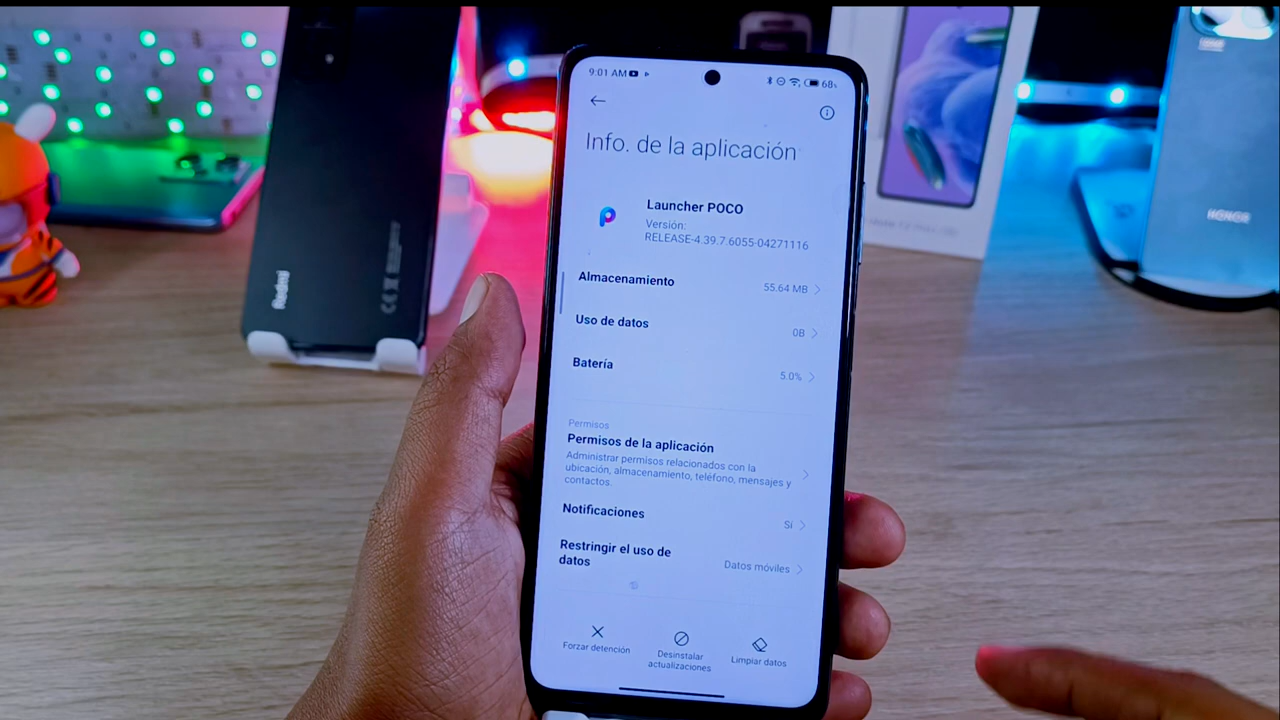 9:01 AM
68%
Info. de la aplicación
Launcher POCO
Versión:
RELEASE-4.39.7.6055-04271116
Almacenamiento
55.64 MB
Uso de datos
0B
Batería
5.0%
Permisos
Permisos de la aplicación
Administrar permisos relacionados con la
ubicación, almacenamiento, teléfono, mensajes y
contactos.
Notificaciones
Sí
Restringir el uso de
datos
Datos móviles
Forzar detención
Desinstalar
actualizaciones
Limpiar datos
Redmi
HONOR